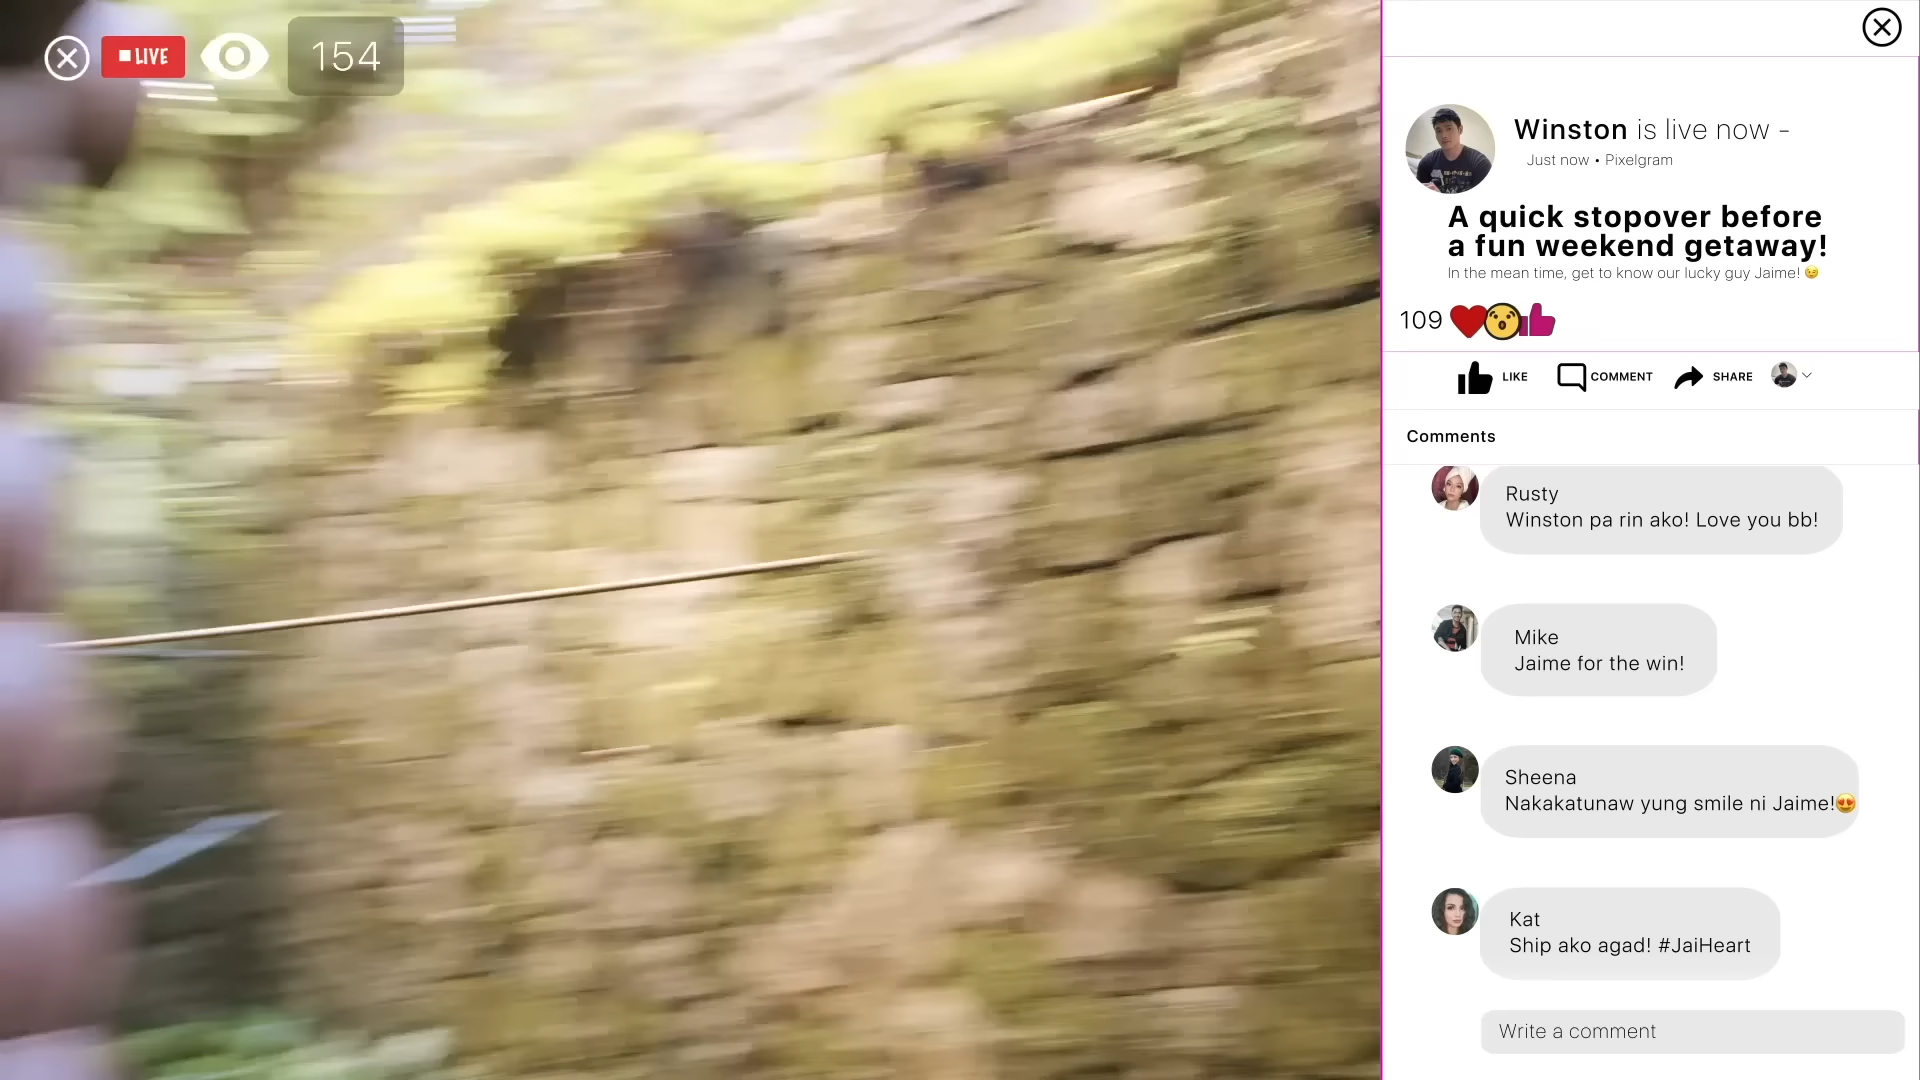 LIVE
154
Winston is live now -
Just now • Pixelgram
A quick stopover before
a fun weekend getaway!
In the mean time, get to know our lucky guy Jaime! 😉
109
LIKE
COMMENT
SHARE
Comments
Rusty
Winston pa rin ako! Love you bb!
Mike
Jaime for the win!
Sheena
Nakakatunaw yung smile ni Jaime!😍
Kat
Ship ako agad! #JaiHeart
Write a comment